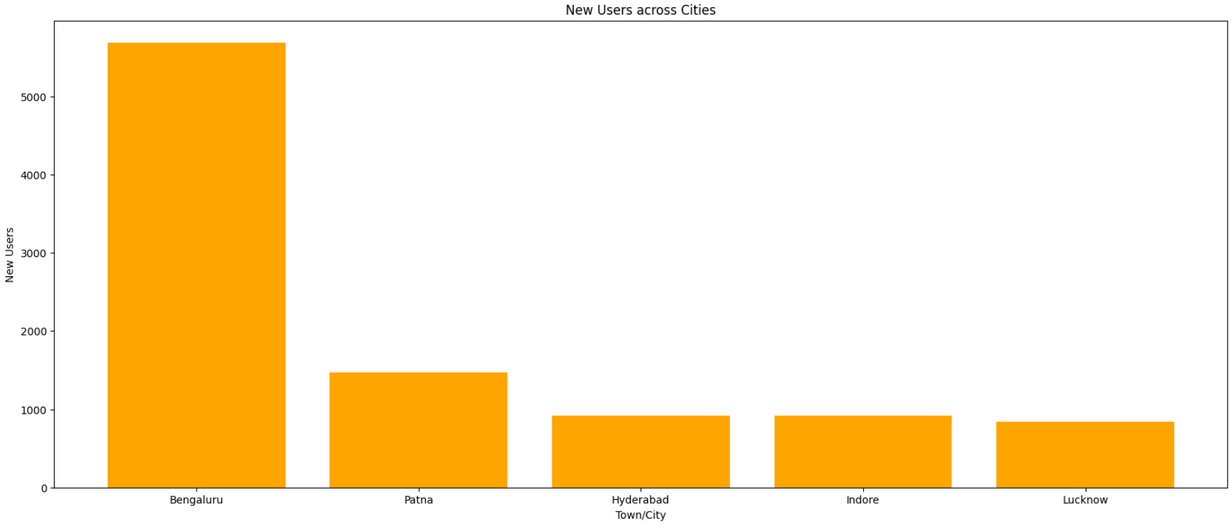 New Users across Cities
New Users
5000
4000
3000
2000
1000
0
Bengaluru Patna Hyderabad Indore Lucknow
Town/City